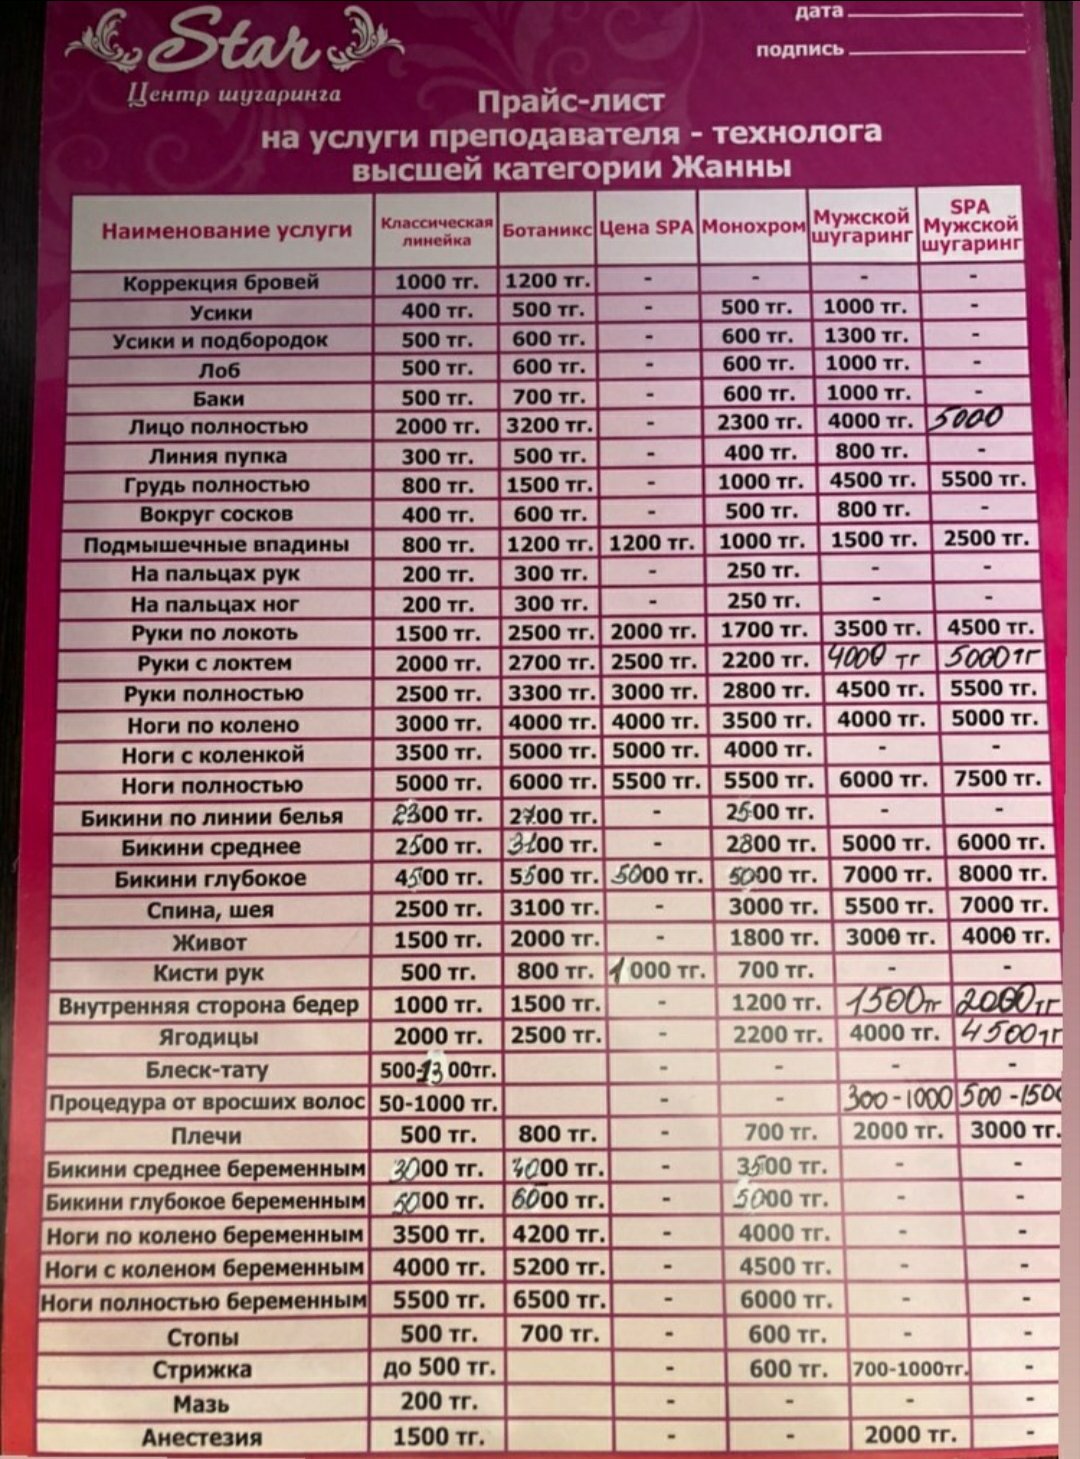 Star
Центр шугаринга
дата
подпись
Прайс-лист
на услуги преподавателя - технолога
высшей категории Жанны
Наименование услуги Классическая линейка Ботаникс Цена SPA Монохром Мужской шугаринг SPA Мужской шугаринг
Коррекция бровей 1000 тг. 1200 тг. - - - -
Усики 400 тг. 500 тг. - 500 тг. 1000 тг. -
Усики и подбородок 500 тг. 600 тг. - 600 тг. 1300 тг. -
Лоб 500 тг. 600 тг. - 600 тг. 1000 тг. -
Баки 500 тг. 700 тг. - 600 тг. 1000 тг. -
Лицо полностью 2000 тг. 3200 тг. - 2300 тг. 4000 тг. 5000
Линия пупка 300 тг. 500 тг. - 400 тг. 800 тг. -
Грудь полностью 800 тг. 1500 тг. - 1000 тг. 4500 тг. 5500 тг.
Вокруг сосков 400 тг. 600 тг. - 500 тг. 800 тг. -
Подмышечные впадины 800 тг. 1200 тг. 1200 тг. 1000 тг. 1500 тг. 2500 тг.
На пальцах рук 200 тг. 300 тг. - 250 тг. - -
На пальцах ног 200 тг. 300 тг. - 250 тг. - -
Руки по локоть 1500 тг. 2500 тг. 2000 тг. 1700 тг. 3500 тг. 4500 тг.
Руки с локтем 2000 тг. 2700 тг. 2500 тг. 2200 тг. 4000 тг 5000 тг
Руки полностью 2500 тг. 3300 тг. 3000 тг. 2800 тг. 4500 тг. 5500 тг.
Ноги по колено 3000 тг. 4000 тг. 4000 тг. 3500 тг. 4000 тг. 5000 тг.
Ноги с коленкой 3500 тг. 5000 тг. 5000 тг. 4000 тг. - -
Ноги полностью 5000 тг. 6000 тг. 5500 тг. 5500 тг. 6000 тг. 7500 тг.
Бикини по линии белья 2300 тг. 2700 тг. - 2500 тг. - -
Бикини среднее 2500 тг. 3100 тг. - 2800 тг. 5000 тг. 6000 тг.
Бикини глубокое 4500 тг. 5500 тг. 5000 тг. 5000 тг. 7000 тг. 8000 тг.
Спина, шея 2500 тг. 3100 тг. - 3000 тг. 5500 тг. 7000 тг.
Живот 1500 тг. 2000 тг. - 1800 тг. 3000 тг. 4000 тг.
Кисти рук 500 тг. 800 тг. 1000 тг. 700 тг. - -
Внутренняя сторона бедер 1000 тг. 1500 тг. - 1200 тг. 1500 тг 2000 тг
Ягодицы 2000 тг. 2500 тг. - 2200 тг. 4000 тг. 4500 тг
Блеск-тату 500-1300тг. - - - -
Процедура от вросших волос 50-1000 тг. - - 300-1000 500-1500
Плечи 500 тг. 800 тг. - 700 тг. 2000 тг. 3000 тг.
Бикини среднее беременным 3000 тг. 4000 тг. - 3500 тг. - -
Бикини глубокое беременным 5000 тг. 6000 тг. - 5000 тг. - -
Ноги по колено беременным 3500 тг. 4200 тг. - 4000 тг. - -
Ноги с коленом беременным 4000 тг. 5200 тг. - 4500 тг. - -
Ноги полностью беременным 5500 тг. 6500 тг. - 6000 тг. - -
Стопы 500 тг. 700 тг. - 600 тг. - -
Стрижка до 500 тг. - 600 тг. 700-1000тг. -
Мазь 200 тг. - - - -
Анестезия 1500 тг. - - 2000 тг. -